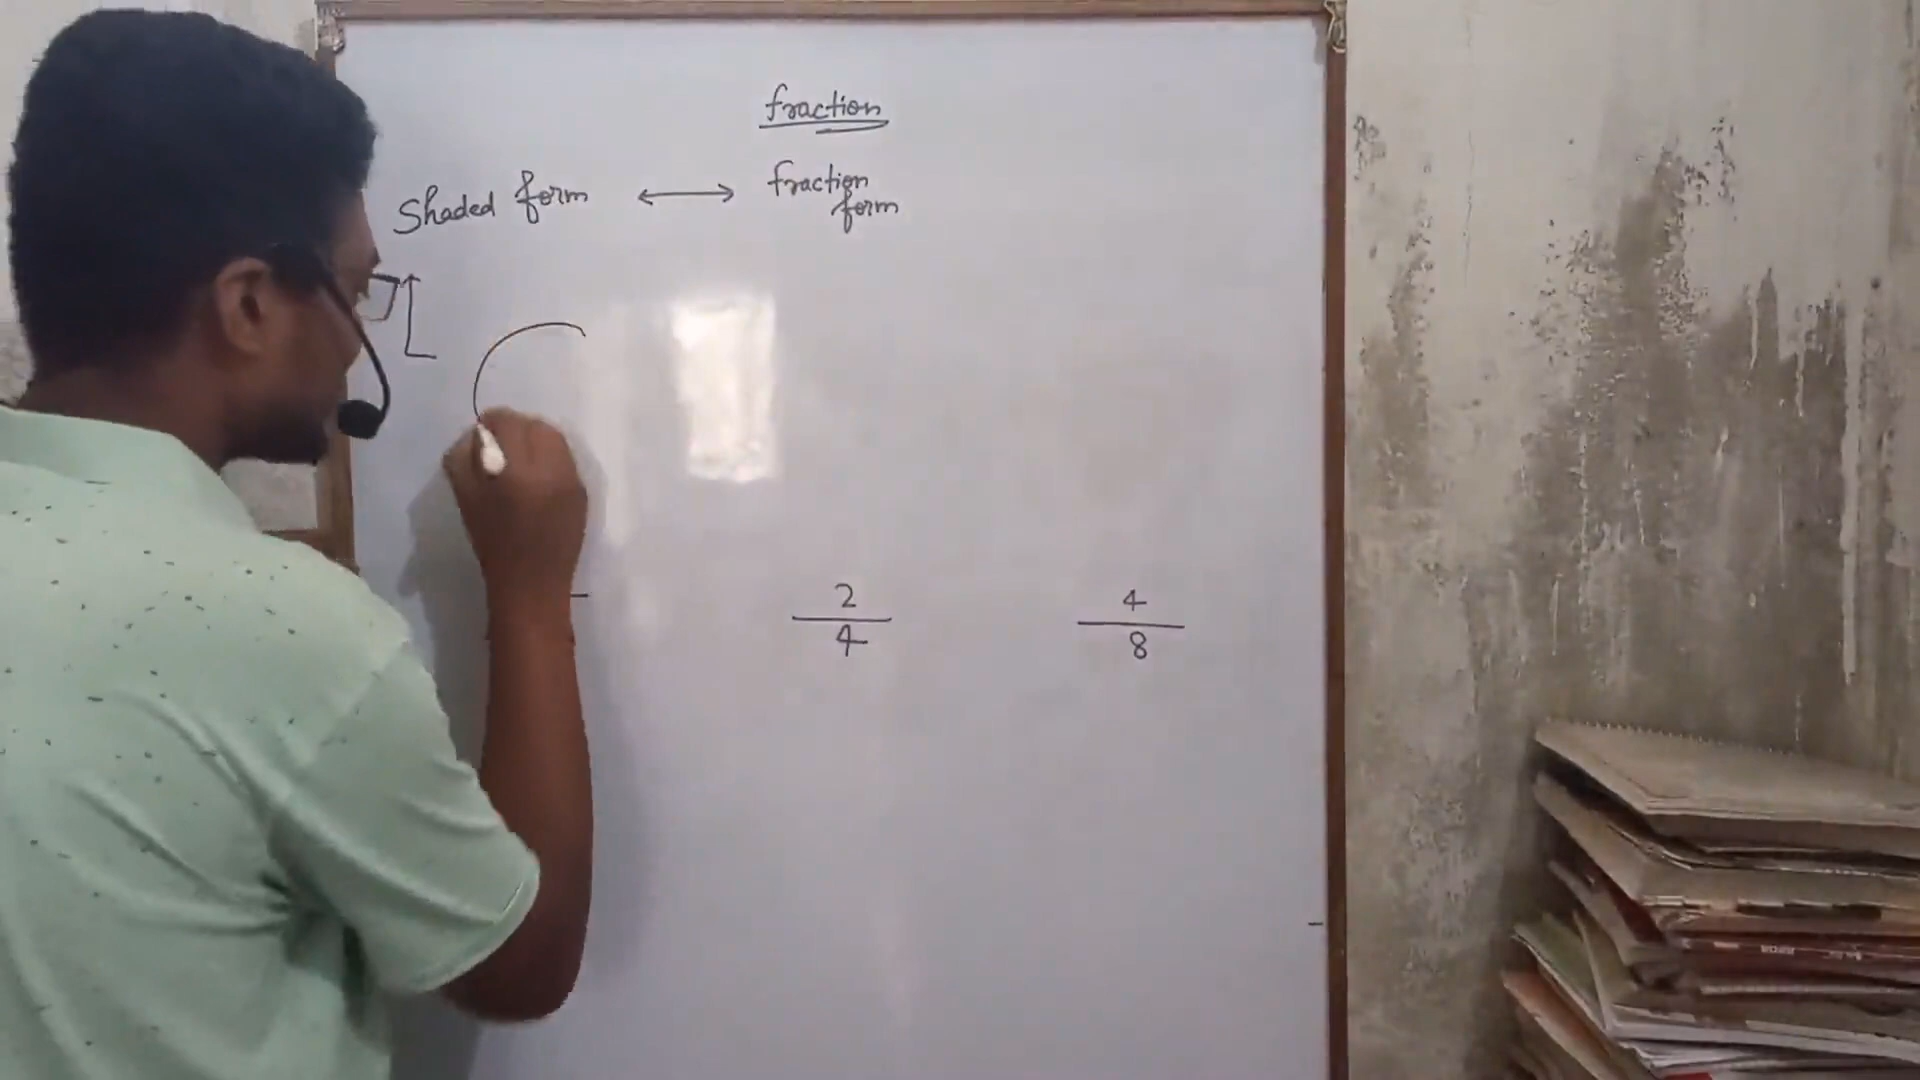 fraction
Shaded form ⟷ fraction
form
2 4
4 8